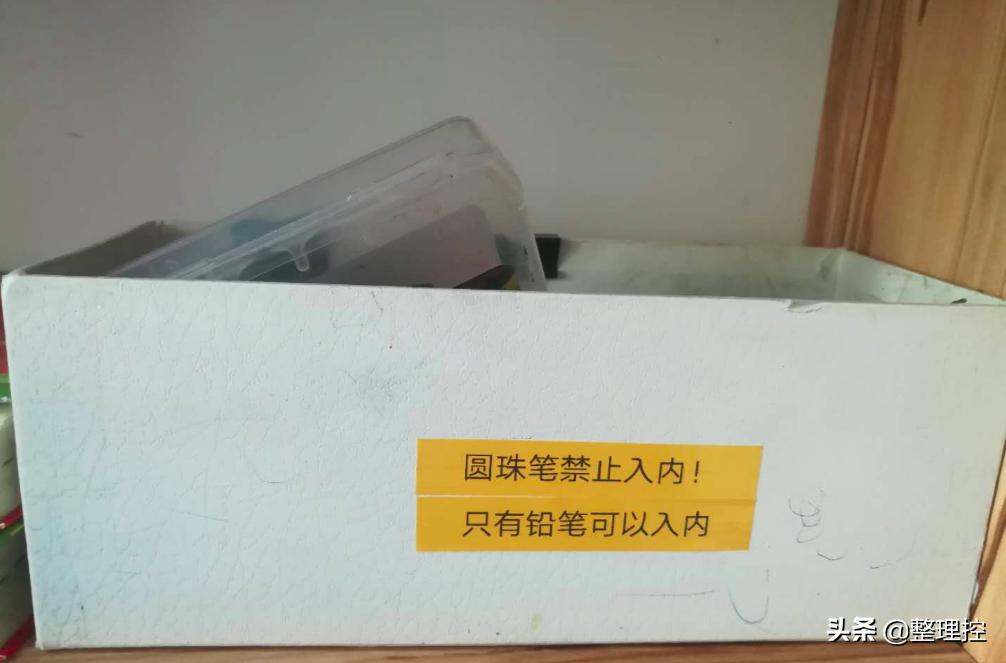 圆珠笔禁止入内!
只有铅笔可以入内
头条 @整理控